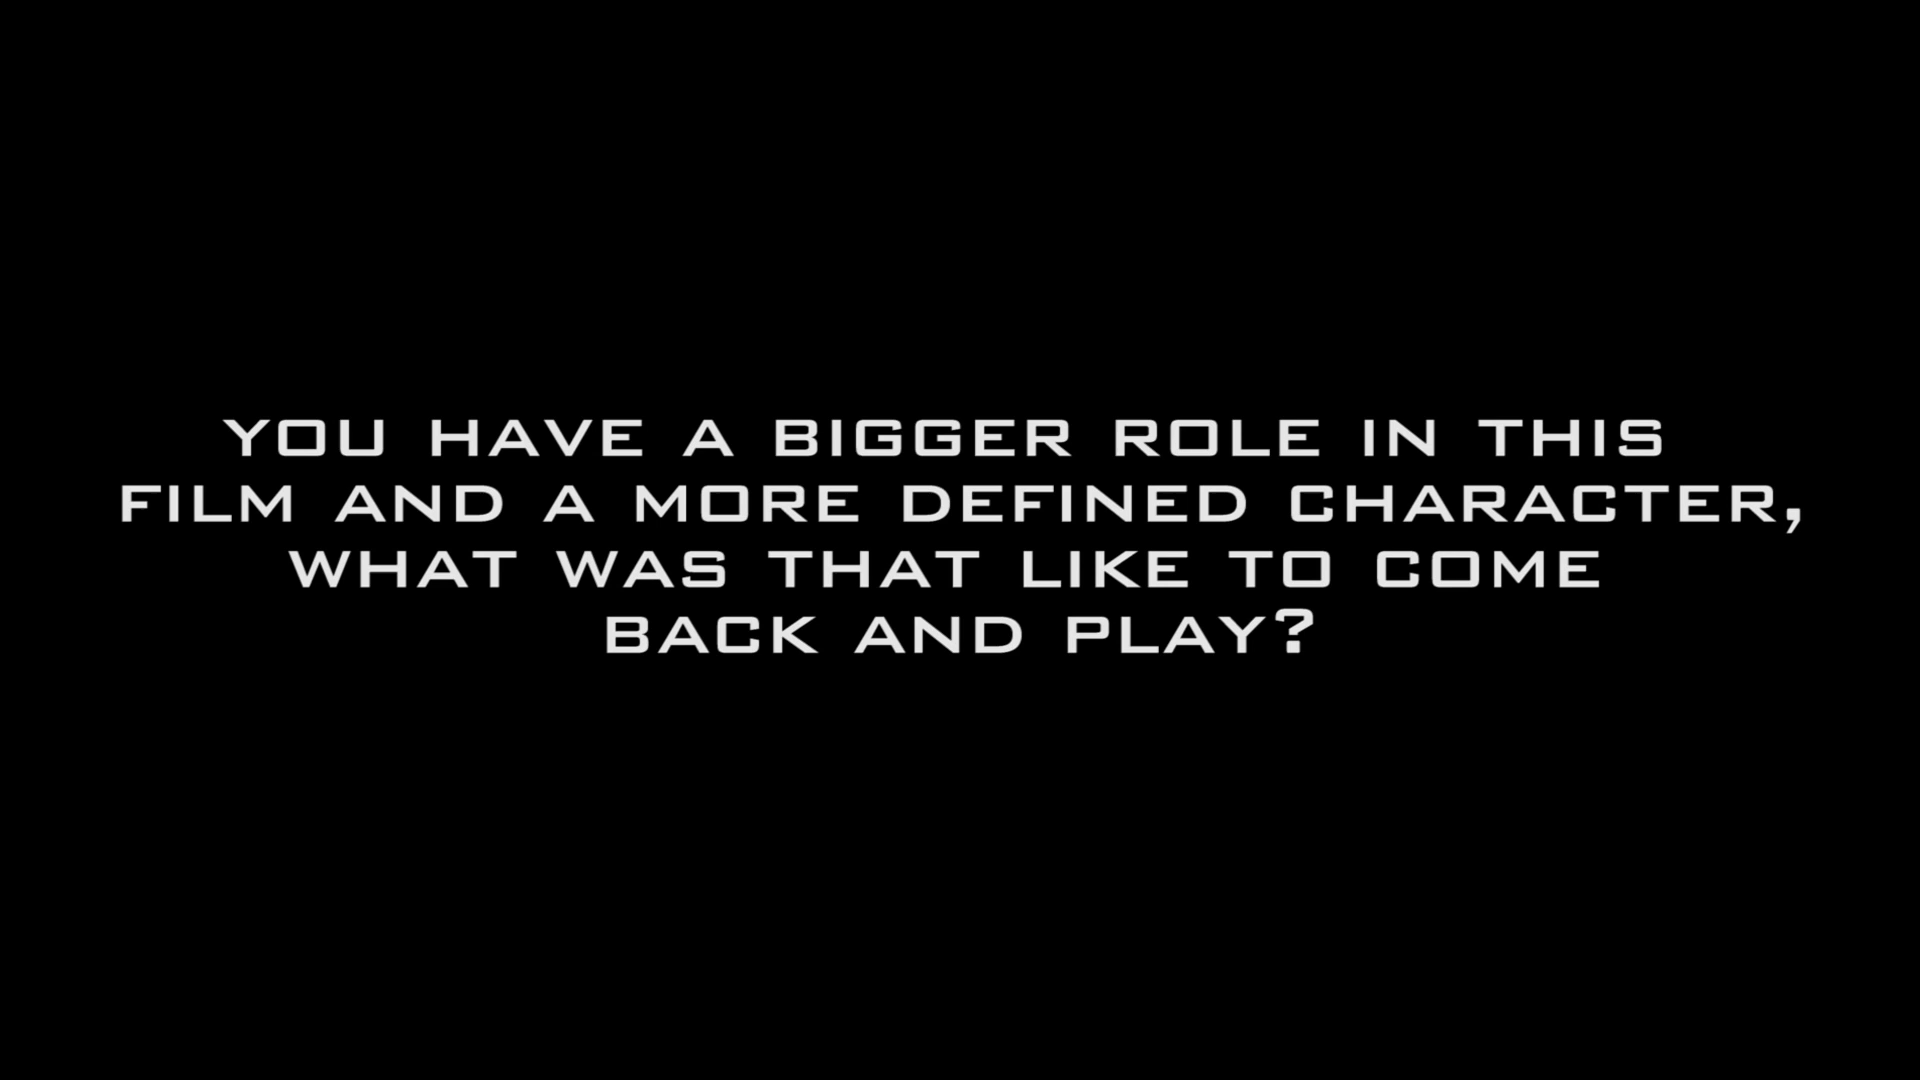 YOU HAVE A BIGGER ROLE IN THIS
FILM AND A MORE DEFINED CHARACTER,
WHAT WAS THAT LIKE TO COME
BACK AND PLAY?